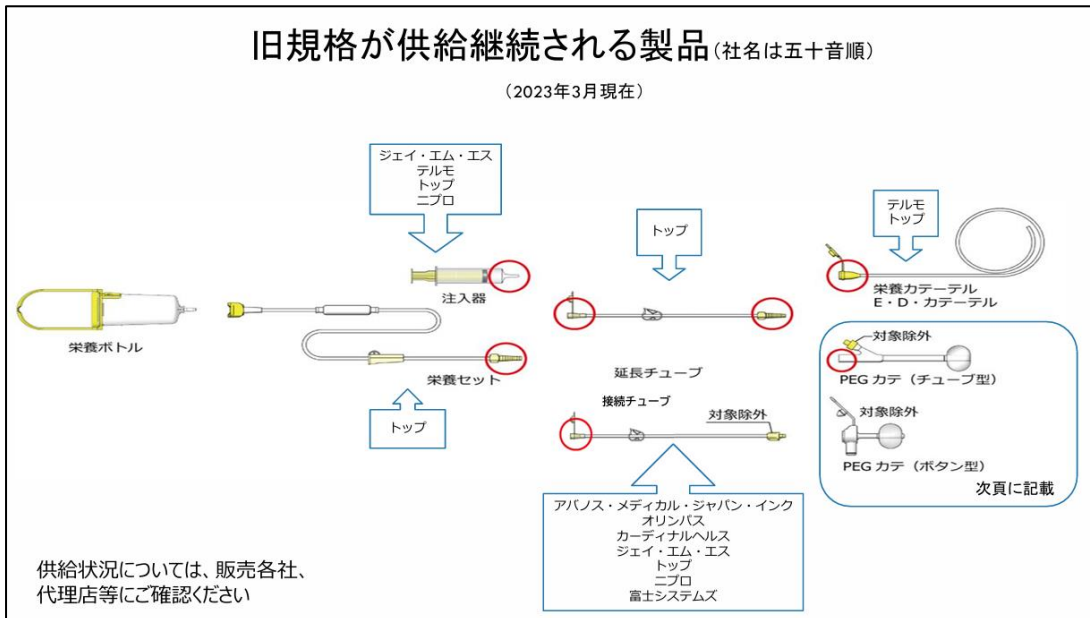 旧規格が供給継続される製品(社名は五十音順)
（2023年3月現在）
ジェイ・エム・エス
テルモ
トップ
ニプロ
トップ
テルモ
トップ
注入器
栄養カテーテル
E・D・カテーテル
栄養ボトル
栄養セット
延長チューブ
トップ
対象除外
PEG カテ（チューブ型）
接続チューブ
対象除外
対象除外
PEG カテ（ボタン型）
次頁に記載
アバノス・メディカル・ジャパン・インク
オリンパス
カーディナルヘルス
ジェイ・エム・エス
トップ
ニプロ
富士システムズ
供給状況については、販売各社、
代理店等にご確認ください